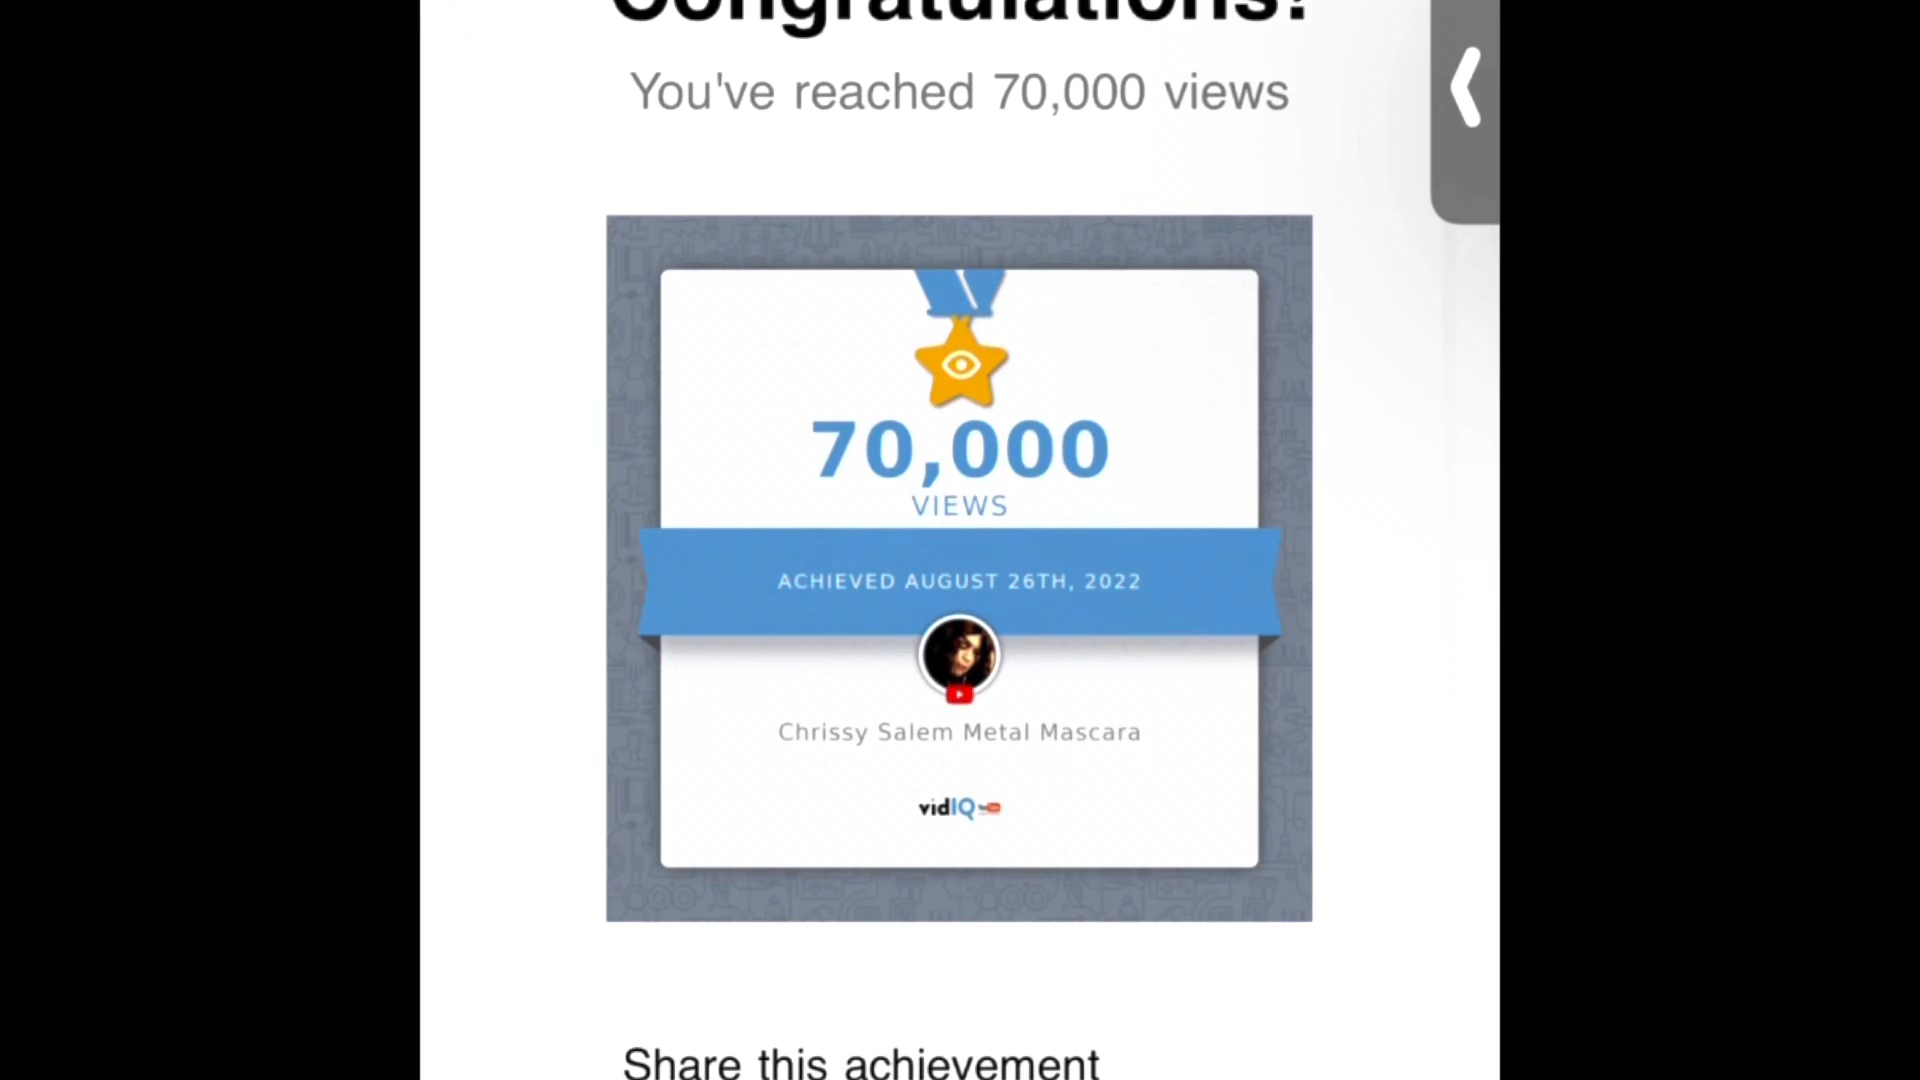 Congratulations!
You've reached 70,000 views
70,000
VIEWS
ACHIEVED AUGUST 26TH, 2022
Chrissy Salem Metal Mascara
vidIQ
Share this achievement